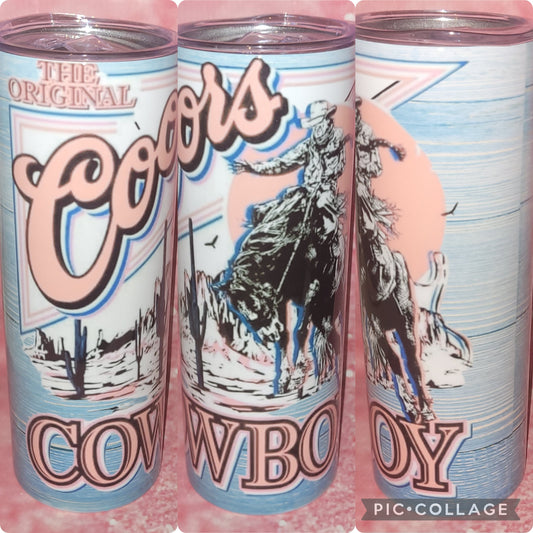 THE
ORIGINAL
Coors
COWBOY
PIC•COLLAGE